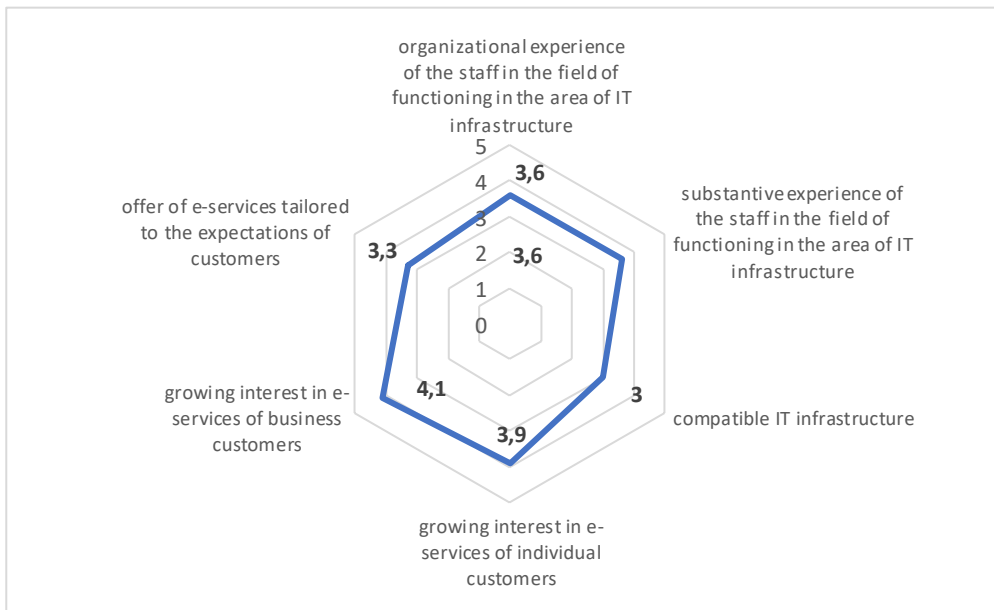 organizational experience
of the staff in the field of
functioning in the area of IT
infrastructure
5
3,6
4
substantive experience of
the staff in the field of
functioning in the area of IT
infrastructure
offer of e-services tailored
to the expectations of
customers
3
3,3
2
3,6
1
0
growing interest in e-
services of business
customers
4,1
3
compatible IT infrastructure
3,9
growing interest in e-
services of individual
customers